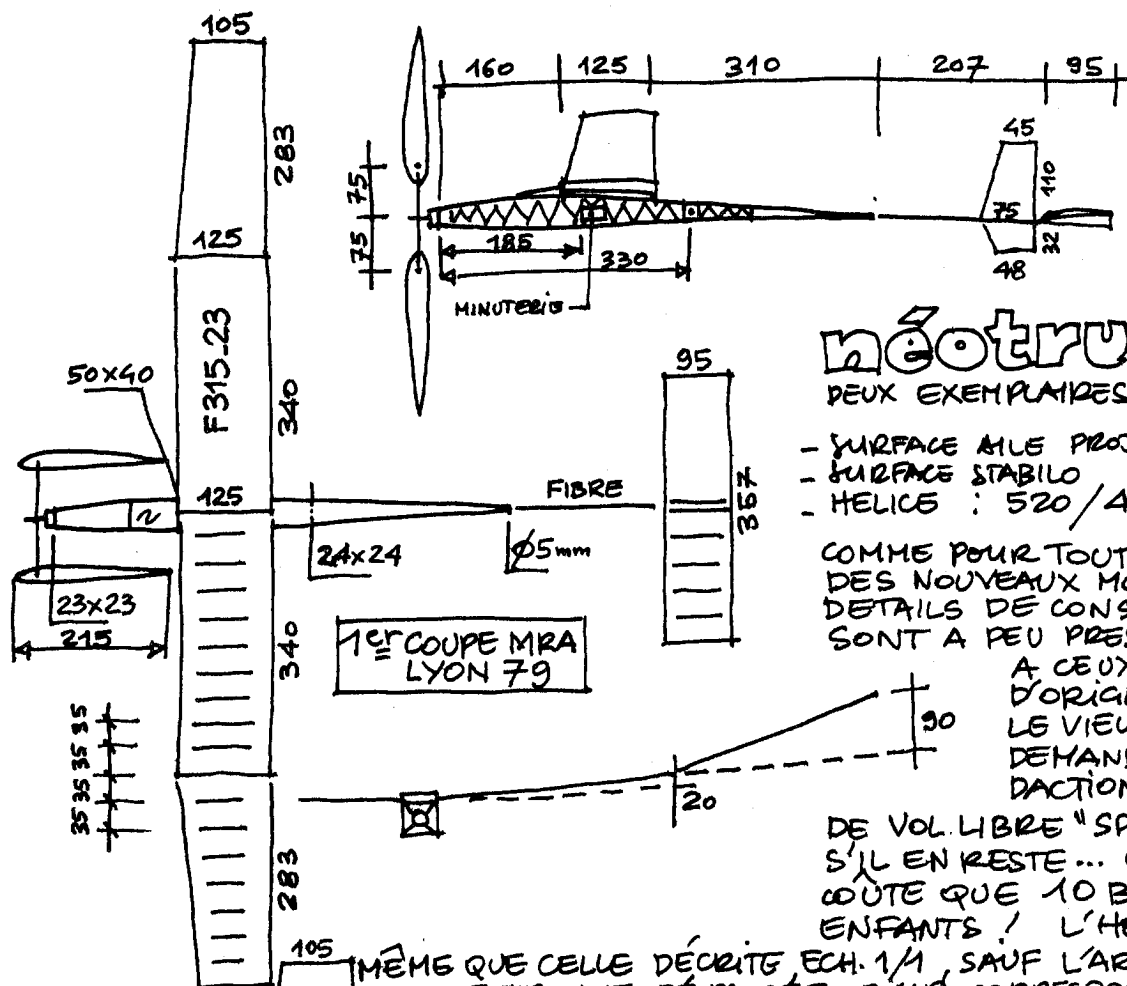 105
160 125 310 207 95
283
75
75
45
110
75
32
48
185
330
MINUTERIE
125
F315-23
340
50x40
125
23x23
215
24x24
FIBRE
Ø5mm
95
357
néotru
DEUX EXEMPLAIRES
- SURFACE AILE PROJ
- SURFACE STABILO
- HELICE : 520/4
COMME POUR TOUT
DES NOUVEAUX MO
DETAILS DE CONS
SONT A PEU PRES
A CEUX
D'ORIGI
LE VIEU
DEMAND
DACTION
DE VOL LIBRE "SP
S'IL EN RESTE...
COÛTE QUE 10 B
ENFANTS ! L'HE
MÊME QUE CELLE DÉCRITE ECH. 1/1, SAUF L'AR
1er COUPE MRA
LYON 79
340
35
35
35
35
90
20
283
105